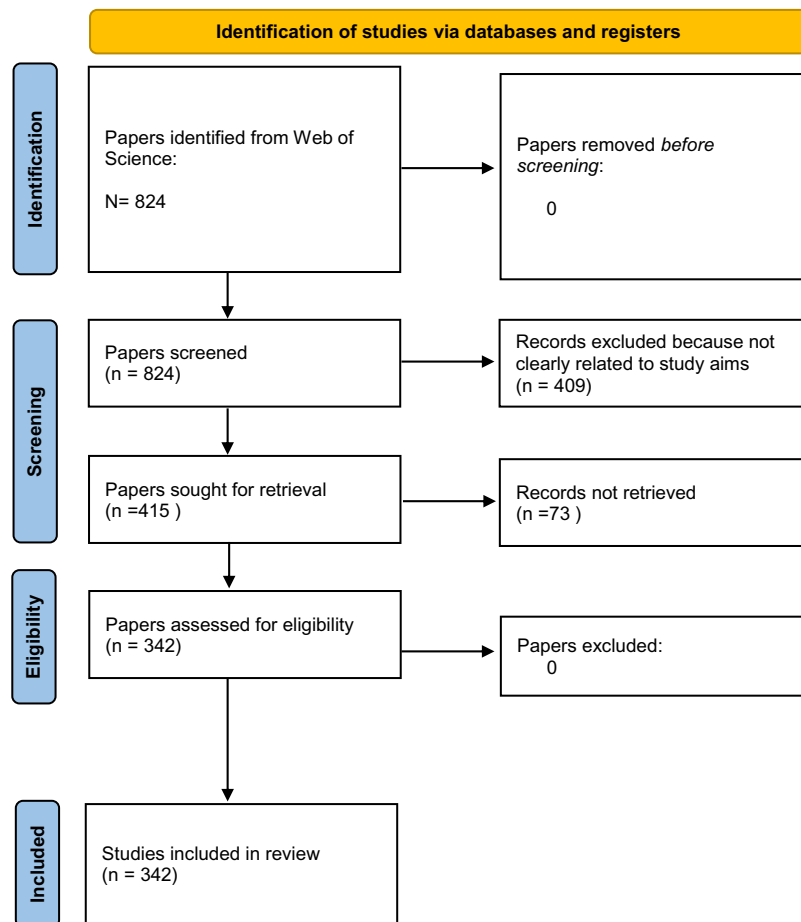 Identification of studies via databases and registers
Identification
Papers identified from Web of
Science:
N= 824
Papers removed before
screening:
0
Screening
Papers screened
(n = 824)
Records excluded because not
clearly related to study aims
(n = 409)
Papers sought for retrieval
(n =415 )
Records not retrieved
(n =73 )
Eligibility
Papers assessed for eligibility
(n = 342)
Papers excluded:
0
Included
Studies included in review
(n = 342)